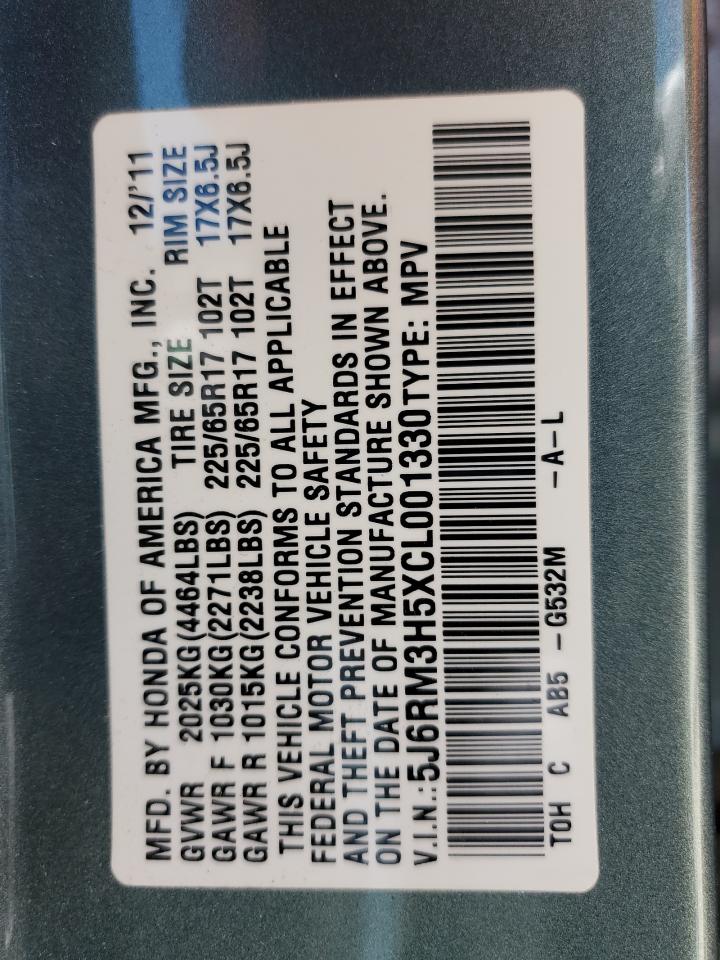 MFD. BY HONDA OF AMERICA MFG., INC. 12/'11
GVWR 2025KG(4464LBS) TIRE SIZE RIM SIZE
GAWR F 1030KG(2271LBS) 225/65R17 102T 17X6.5J
GAWR R 1015KG(2238LBS) 225/65R17 102T 17X6.5J
THIS VEHICLE CONFORMS TO ALL APPLICABLE
FEDERAL MOTOR VEHICLE SAFETY
AND THEFT PREVENTION STANDARDS IN EFFECT
ON THE DATE OF MANUFACTURE SHOWN ABOVE.
V.I.N.:5J6RM3H5XCL001330TYPE: MPV
TOH C AB5 -G532M -A-L